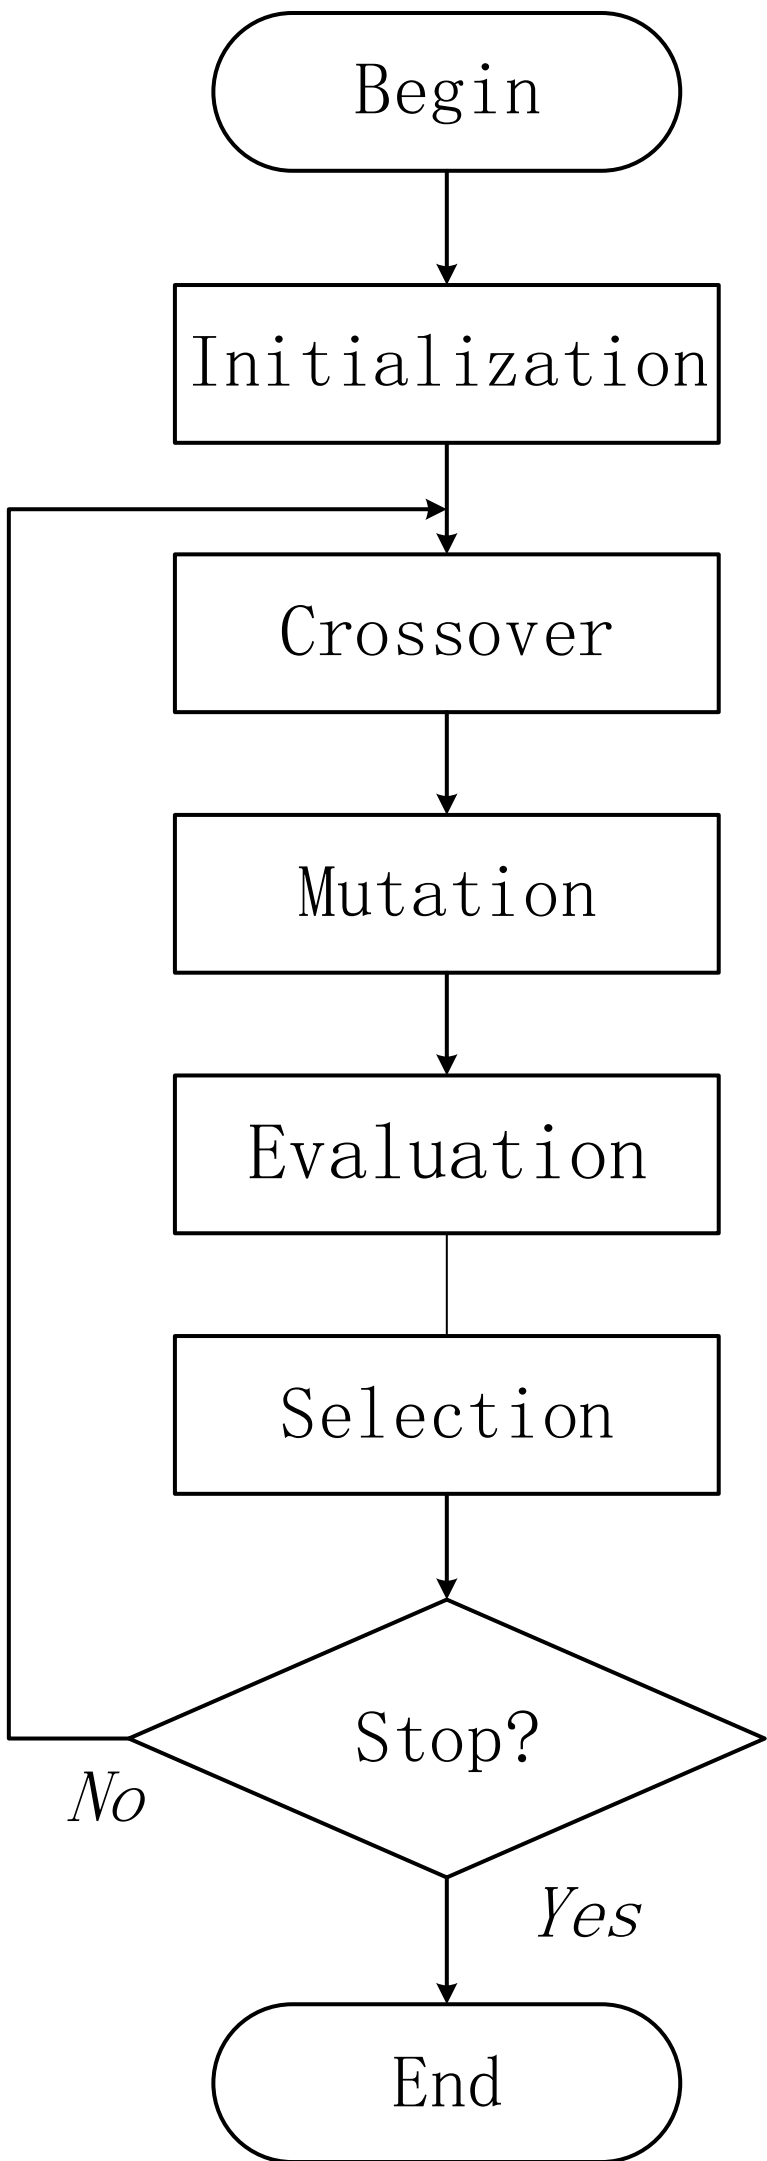 Begin
Initialization
Crossover
Mutation
Evaluation
Selection
Stop?
No
Yes
End